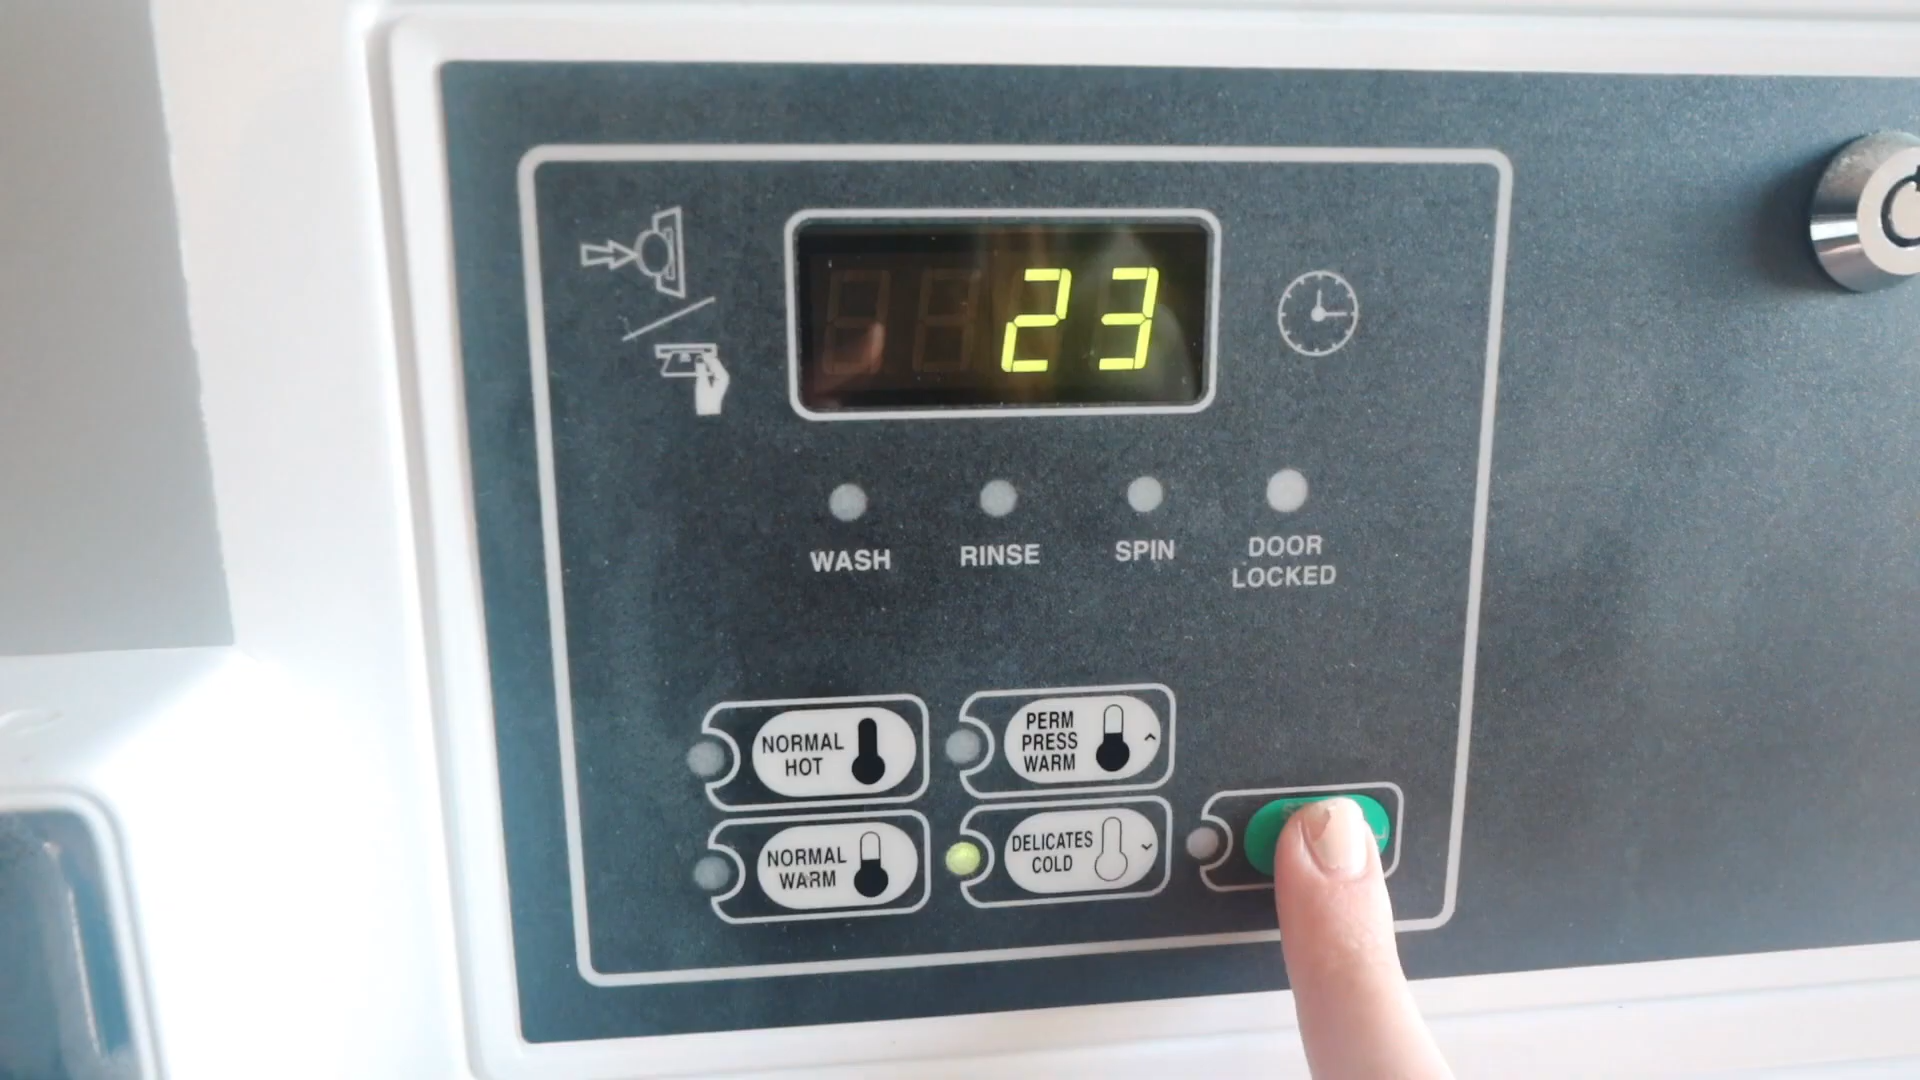 23
WASH
RINSE
SPIN
DOOR
LOCKED
NORMAL
HOT
PERM
PRESS
WARM
NORMAL
WARM
DELICATES
COLD